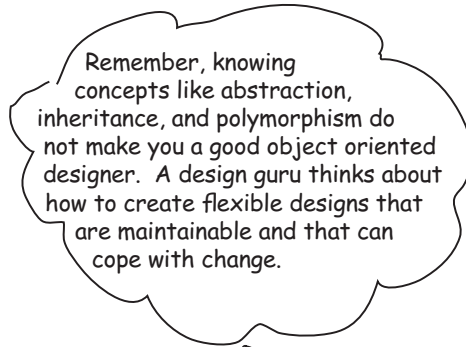 Remember, knowing
concepts like abstraction,
inheritance, and polymorphism do
not make you a good object oriented
designer. A design guru thinks about
how to create flexible designs that
are maintainable and that can
cope with change.